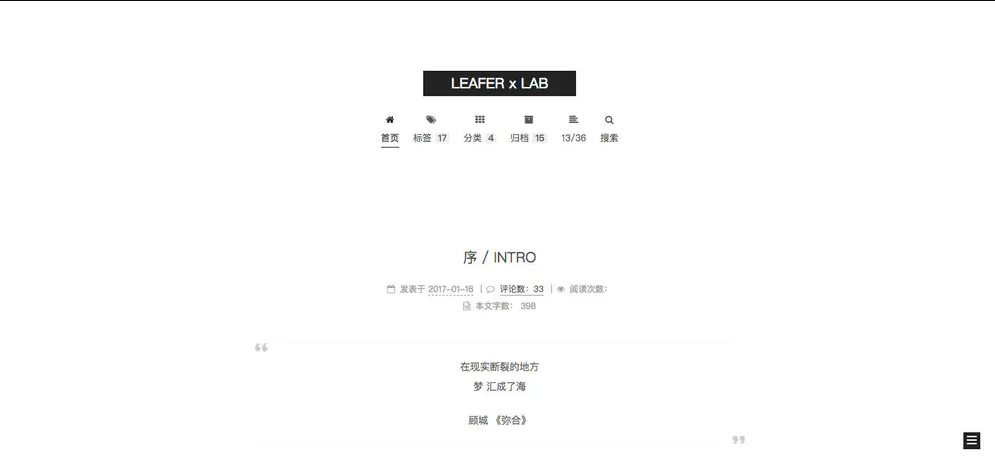 LEAFER x LAB
首页 标签 17 分类 4 归档 15 13/36 搜索
序 / INTRO
发表于 2017-01-16 | 评论数: 33 | 阅读次数:
本文字数: 398
“
在现实断裂的地方
梦 汇成了海
顾城 《弥合》
”